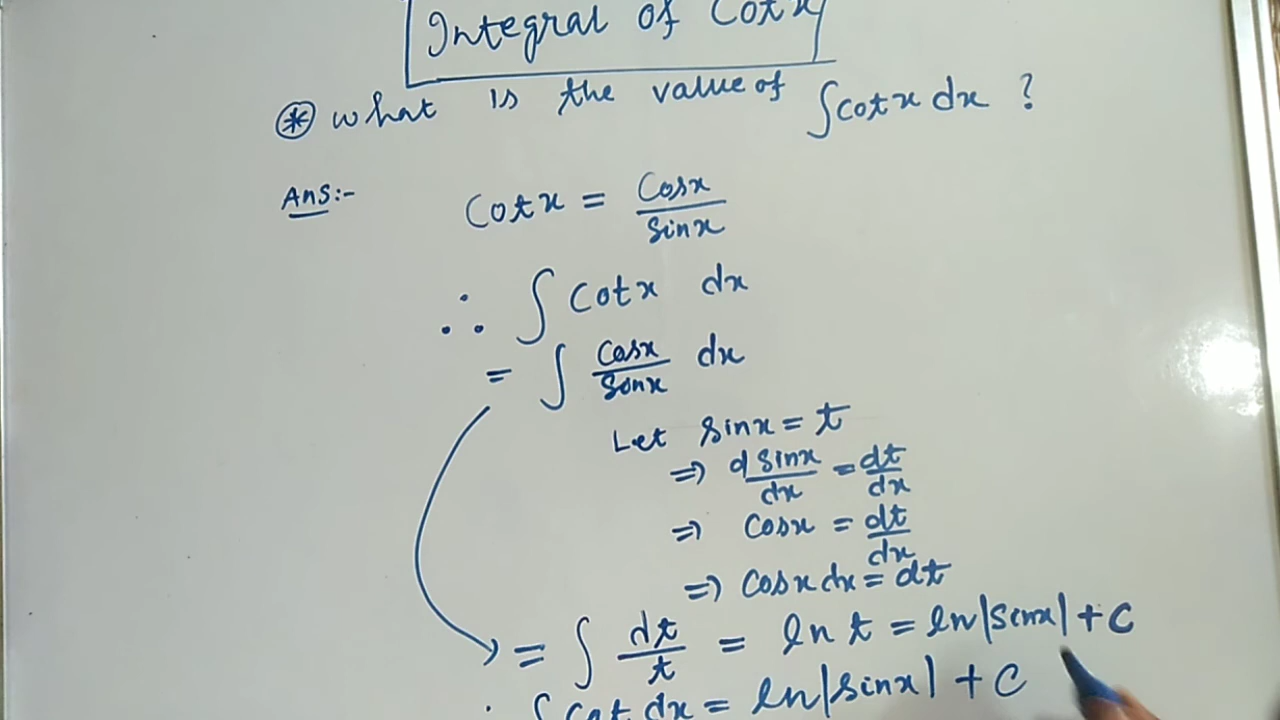 Integral of Cotx
⊛ what is the value of ∫cotx dx ?
Ans:- Cotx = Cosx/Sinx
∴ ∫ Cotx dx
= ∫ Cosx/Sinx dx
Let Sinx = t
⇒ dSinx/dx = dt/dx
⇒ Cosx = dt/dx
⇒ Cosx dx = dt
= ∫ dt/t = ln t = ln|Sinx| + C
∴ ∫ Cot dx = ln|Sinx| + C